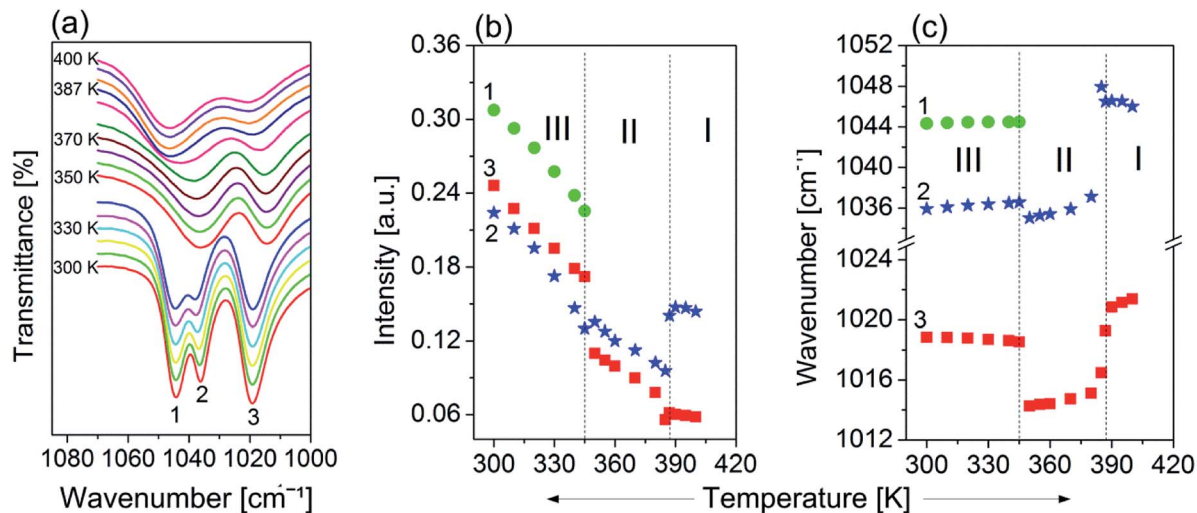 (a)
Transmittance [%]
400 K
387 K
370 K
350 K
330 K
300 K
1
2
3
1080 1060 1040 1020 1000
Wavenumber [cm⁻¹]
(b)
Intensity [a.u.]
0.36
0.30
0.24
0.18
0.12
0.06
1
3
2
III
II
I
300 330 360 390 420
(c)
Wavenumber [cm⁻¹]
1052
1048
1044
1040
1036
1024
1020
1016
1012
1
2
3
III
II
I
300 330 360 390 420
Temperature [K]